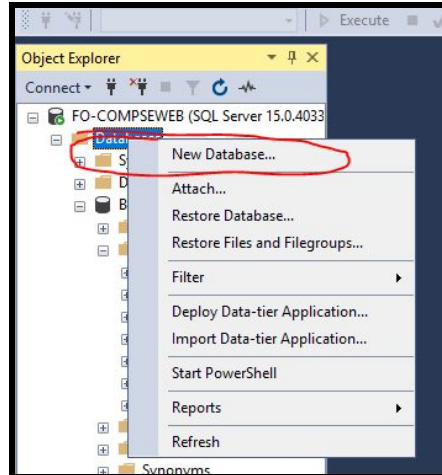 Execute
Object Explorer
Connect
FO-COMPSEWEB (SQL Server 15.0.4033
New Database...
Attach...
Restore Database...
Restore Files and Filegroups...
Filter
Deploy Data-tier Application...
Import Data-tier Application...
Start PowerShell
Reports
Refresh
Synonyms